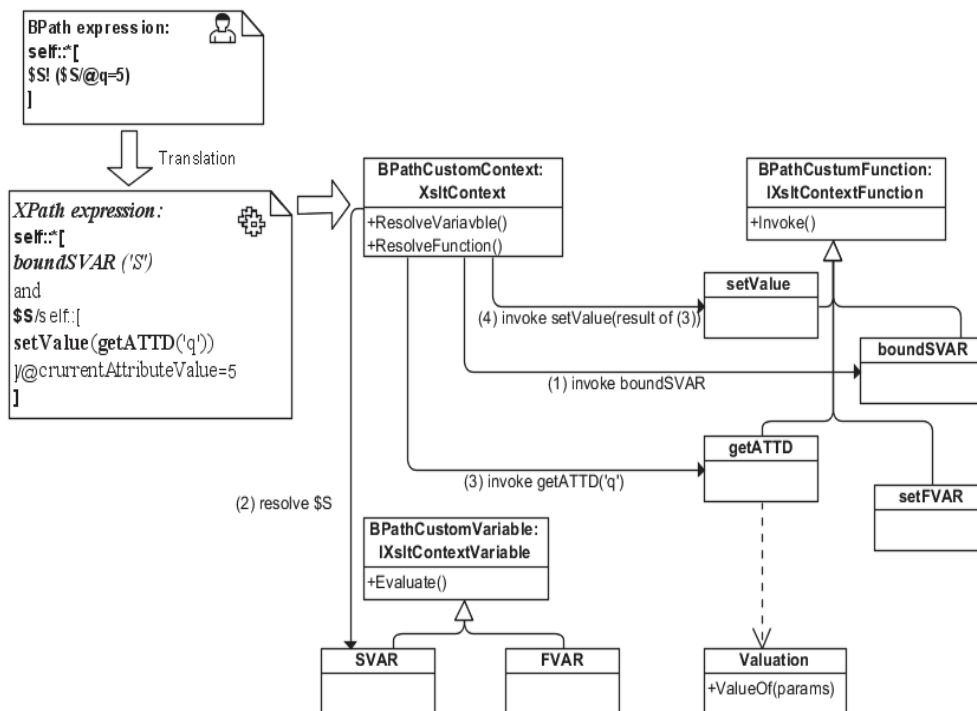 BPath expression:
self::*[
$S! ($S/@q=5)
]
Translation
XPath expression:
self::*[
boundSVAR ('S')
and
$S/self::[
setValue(getATTD('q'))
]/@crurrentAttributeValue=5
]
BPathCustomContext:
XsltContext
+ResolveVariavble()
+ResolveFunction()
BPathCustumFunction:
IXsltContextFunction
+Invoke()
setValue
(4) invoke setValue(result of (3))
boundSVAR
(1) invoke boundSVAR
getATTD
(3) invoke getATTD('q')
setFVAR
(2) resolve $S
BPathCustomVariable:
IXsltContextVariable
+Evaluate()
SVAR
FVAR
Valuation
+ValueOf(params)